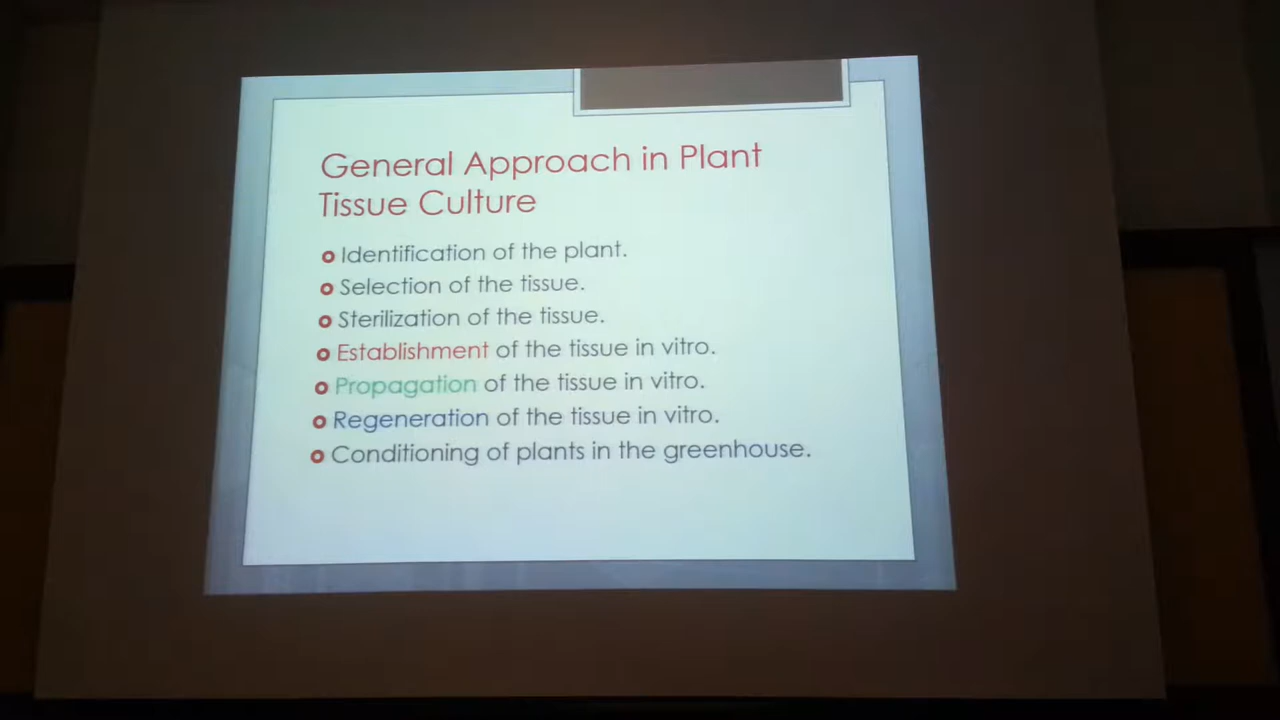 General Approach in Plant
Tissue Culture
Identification of the plant.
Selection of the tissue.
Sterilization of the tissue.
Establishment of the tissue in vitro.
Propagation of the tissue in vitro.
Regeneration of the tissue in vitro.
Conditioning of plants in the greenhouse.